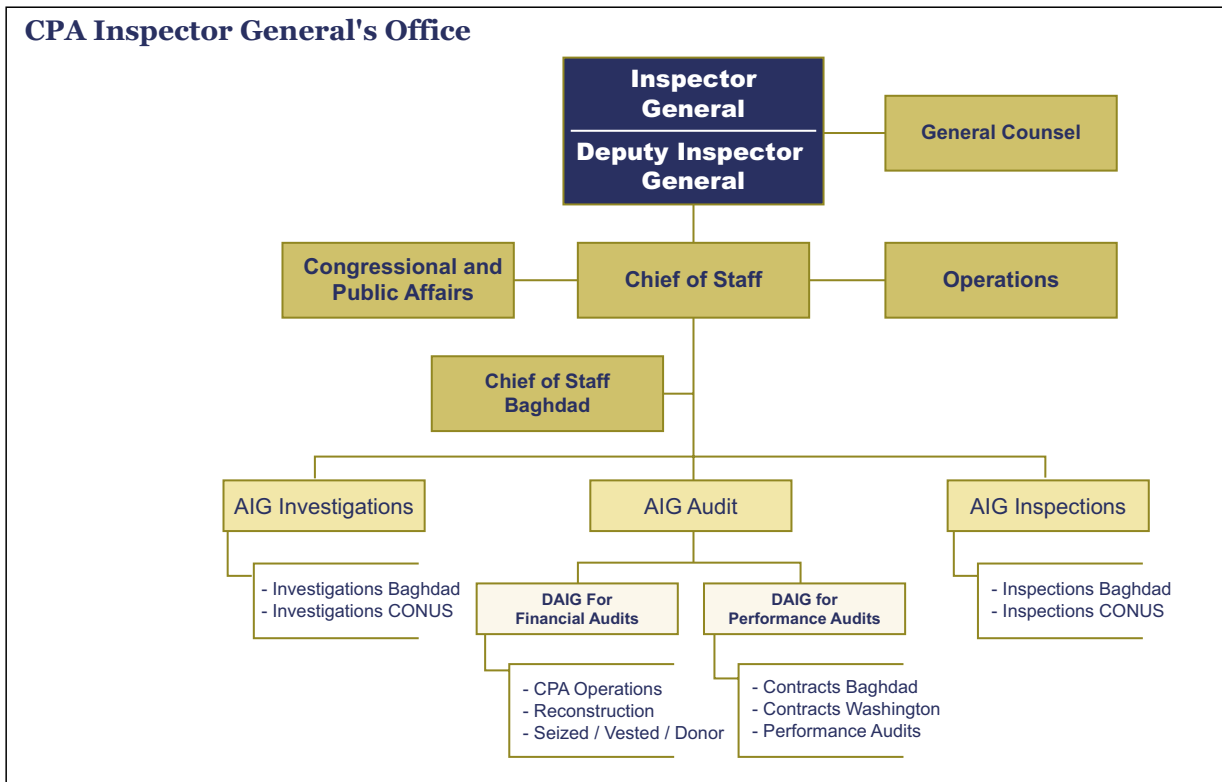 CPA Inspector General's Office
Inspector
General
Deputy Inspector
General
General Counsel
Congressional and
Public Affairs
Chief of Staff
Operations
Chief of Staff
Baghdad
AIG Investigations
AIG Audit
AIG Inspections
- Investigations Baghdad
- Investigations CONUS
DAIG For
Financial Audits
DAIG for
Performance Audits
- Inspections Baghdad
- Inspections CONUS
- CPA Operations
- Reconstruction
- Seized / Vested / Donor
- Contracts Baghdad
- Contracts Washington
- Performance Audits